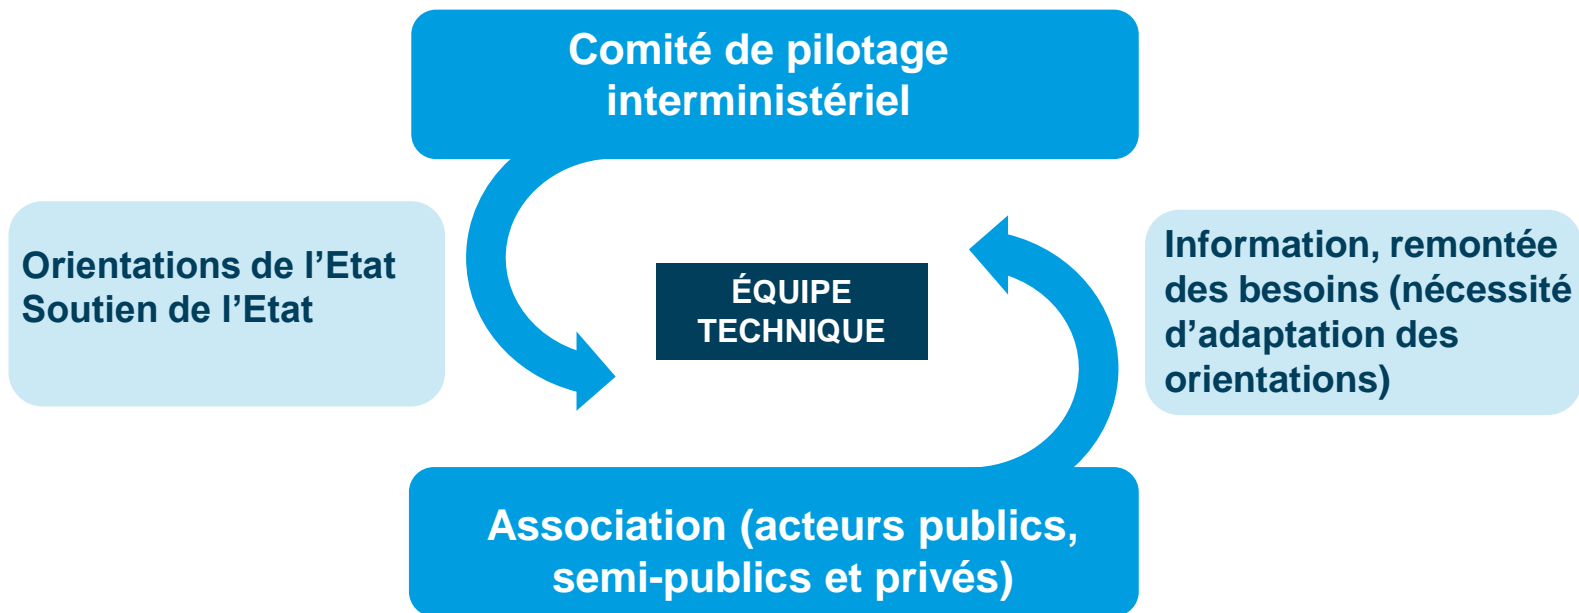 Comité de pilotage
interministériel
Orientations de l’Etat
Soutien de l’Etat
ÉQUIPE
TECHNIQUE
Information, remontée
des besoins (nécessité
d’adaptation des
orientations)
Association (acteurs publics,
semi-publics et privés)